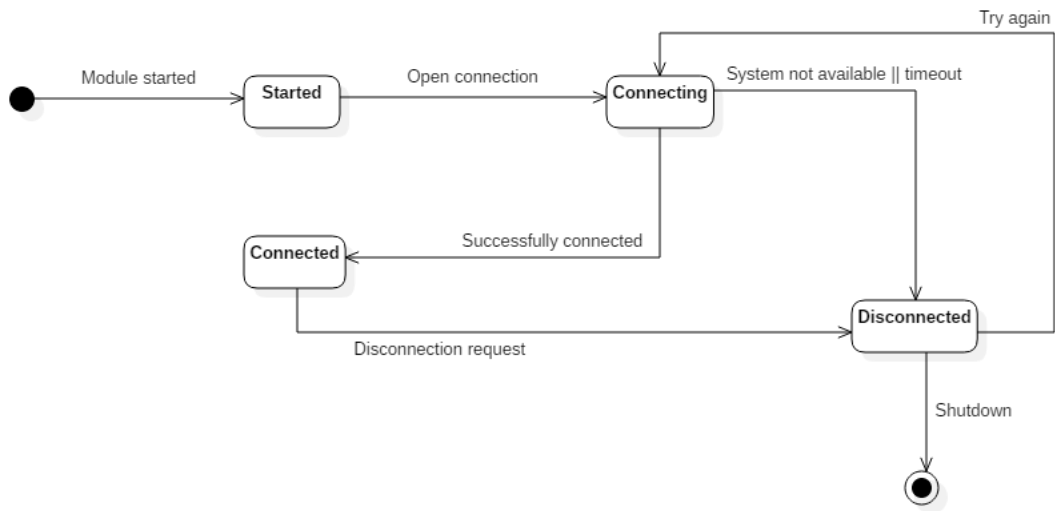 Try again
Module started
Open connection
System not available || timeout
Started
Connecting
Successfully connected
Connected
Disconnected
Disconnection request
Shutdown